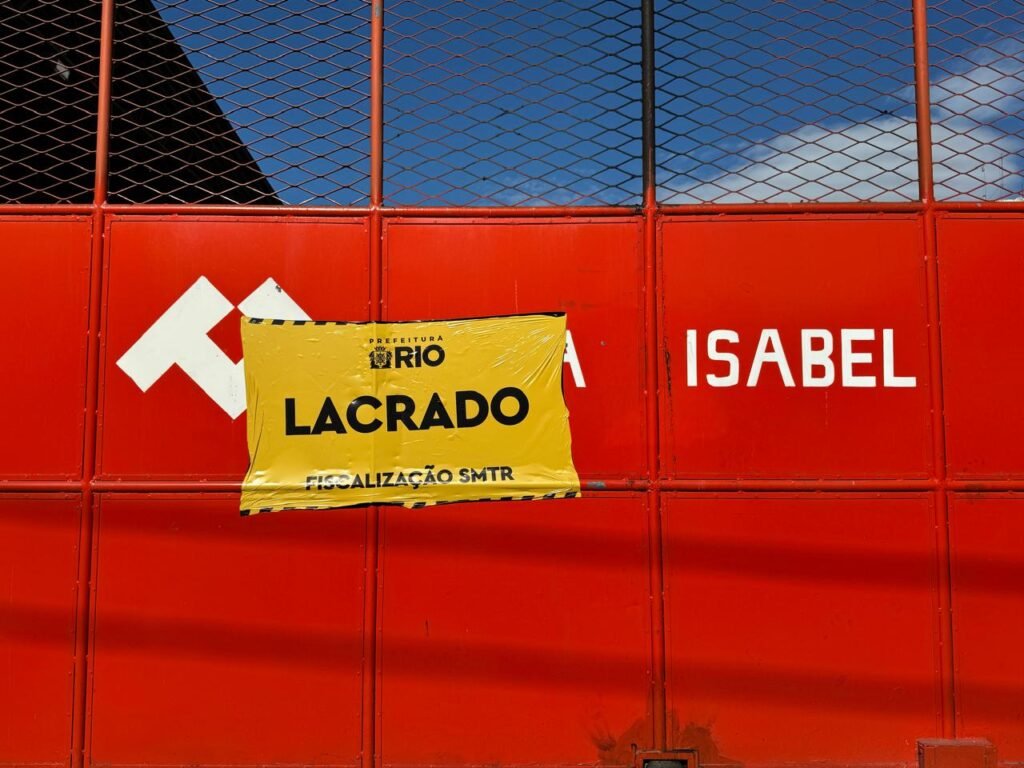 PREFEITURA
RIO
LACRADO
FISCALIZAÇÃO SMTR
A ISABEL